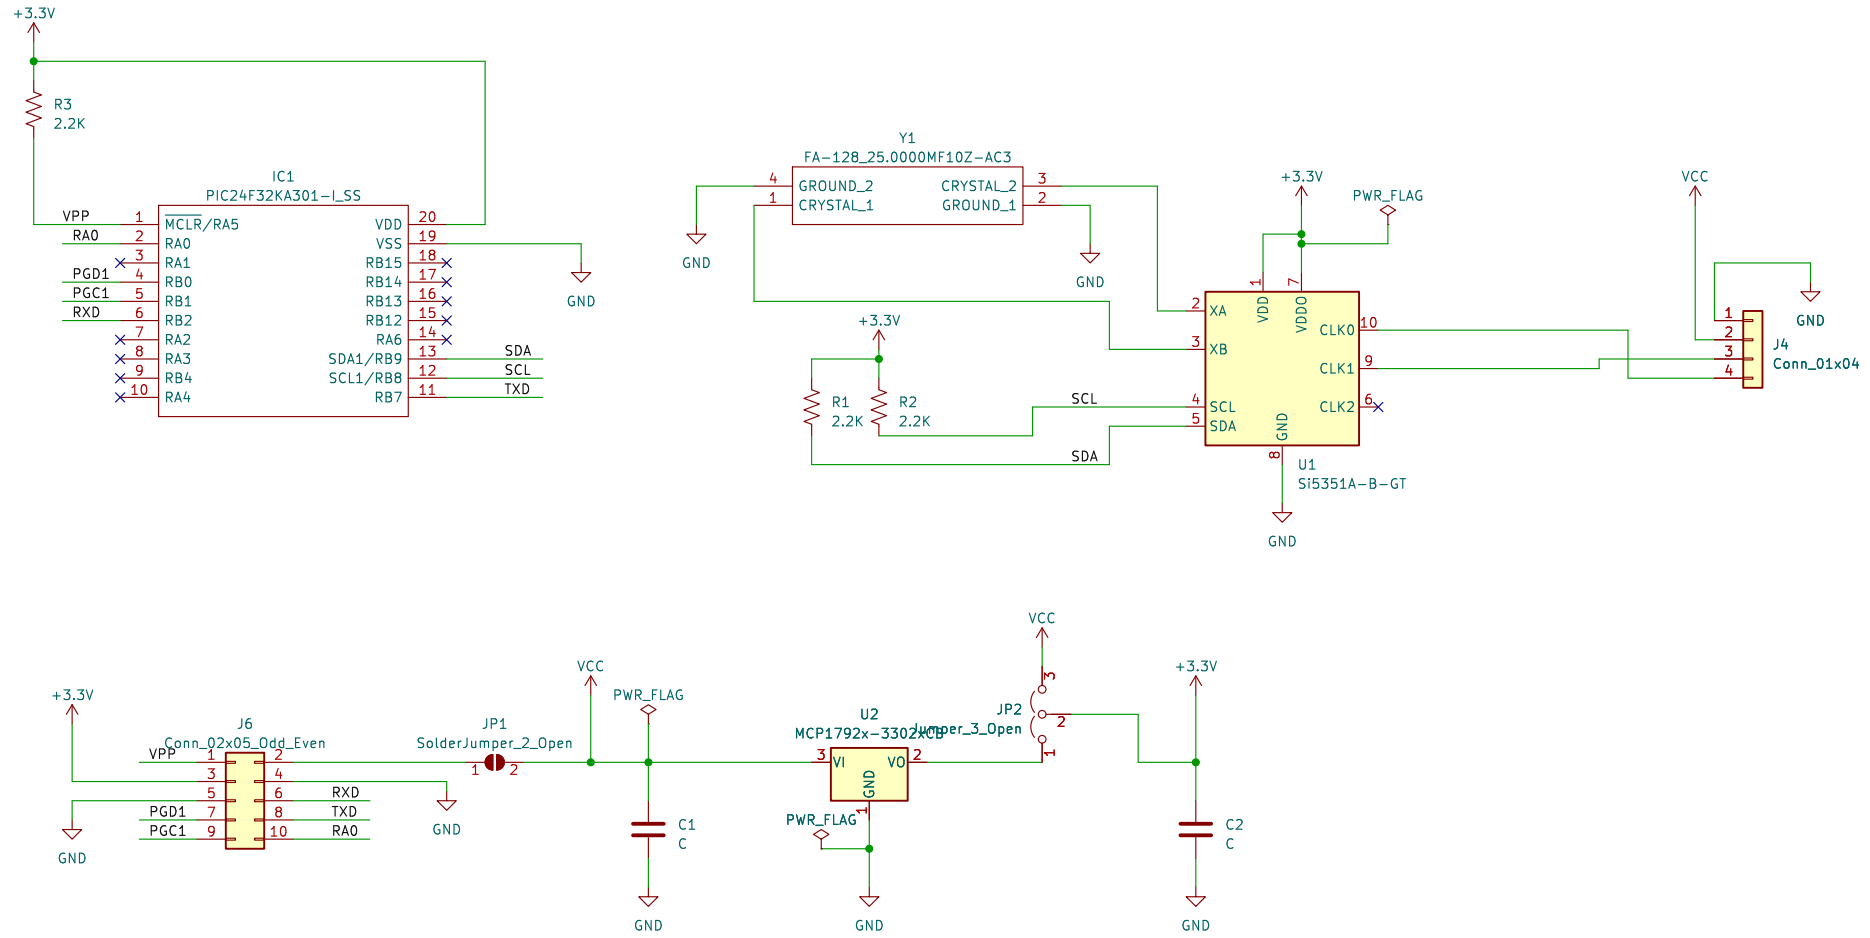 +3.3V
R3
2.2K
IC1
PIC24F32KA301-I_SS
VPP 1 MCLR/RA5 VDD 20
RA0 2 RA0 VSS 19
3 RA1 RB15 18
PGD1 4 RB0 RB14 17
PGC1 5 RB1 RB13 16
RXD 6 RB2 RB12 15
7 RA2 RA6 14
8 RA3 SDA1/RB9 13 SDA
9 RB4 SCL1/RB8 12 SCL
10 RA4 RB7 11 TXD
GND
Y1
FA-128_25.0000MF10Z-AC3
4 GROUND_2 CRYSTAL_2 3
1 CRYSTAL_1 GROUND_1 2
GND
GND
+3.3V
R1
2.2K
R2
2.2K
SCL
SDA
+3.3V
PWR_FLAG
1 VDD
7 VDDO
2 XA
3 XB
4 SCL
5 SDA
CLK0 10
CLK1 9
CLK2 6
GND
8
U1
Si5351A-B-GT
GND
VCC
GND
1
2
3
4
J4
Conn_01x04
+3.3V
J6
Conn_02x05_Odd_Even
VPP 1 2
3 4
5 6 RXD
PGD1 7 8 TXD
PGC1 9 10 RA0
GND
GND
JP1
SolderJumper_2_Open
1 2
VCC
PWR_FLAG
C1
C
GND
U2
MCP1792x-3302xCB
3 VI VO 2
GND
1
PWR_FLAG
GND
VCC
3
JP2
Jumper_3_Open
2
1
+3.3V
C2
C
GND